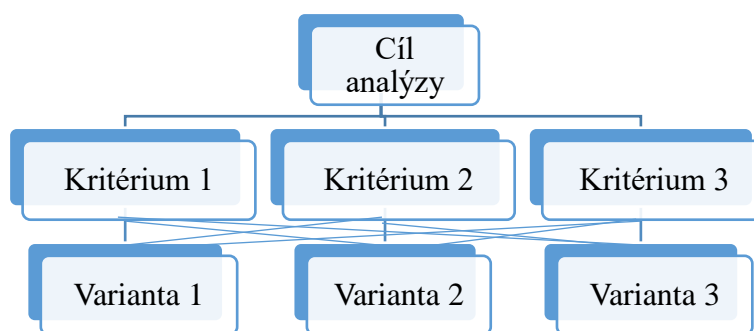 Cíl
analýzy
Kritérium 1
Kritérium 2
Kritérium 3
Varianta 1
Varianta 2
Varianta 3